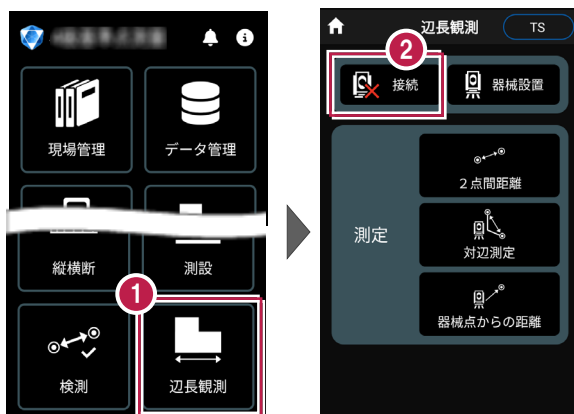 現場管理
データ管理
縦横断
測設
1
検測
辺長観測
辺長観測
TS
2
接続
器械設置
測定
2点間距離
対辺測定
器械点からの距離